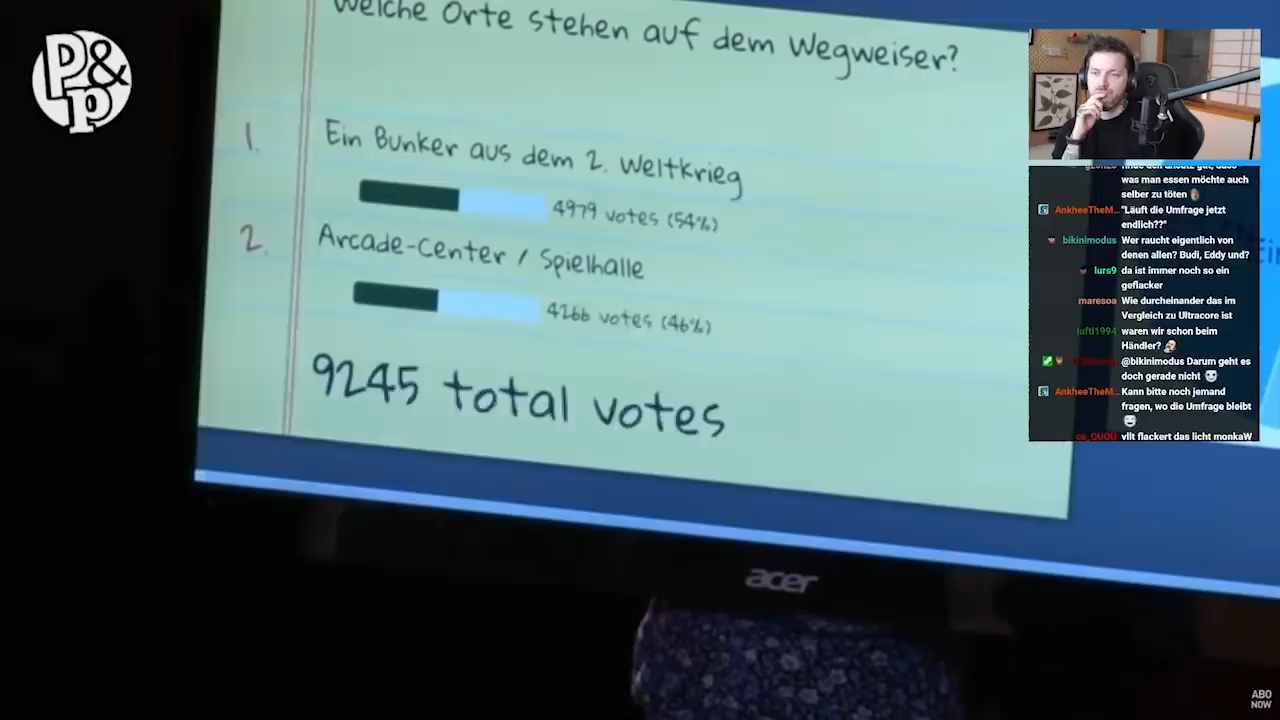 P&P
Welche Orte stehen auf dem Wegweiser?
1. Ein Bunker aus dem 2. Weltkrieg
4979 votes (54%)
2. Arcade-Center / Spielhalle
4266 votes (46%)
9245 total votes
acer
was man essen möchte auch
selber zu töten
AnkheeTheM... "Läuft die Umfrage jetzt
endlich??"
bikinimodus Wer raucht eigentlich von
denen allen? Budi, Eddy und?
lurs9 da ist immer noch so ein
geflacker
maresoa Wie durcheinander das im
Vergleich zu Ultracore ist
lufti1994 waren wir schon beim
Händler?
@bikinimodus Darum geht es
doch gerade nicht
AnkheeTheM... Kann bitte noch jemand
fragen, wo die Umfrage bleibt
vllt flackert das licht monkaW
ABO
NOW